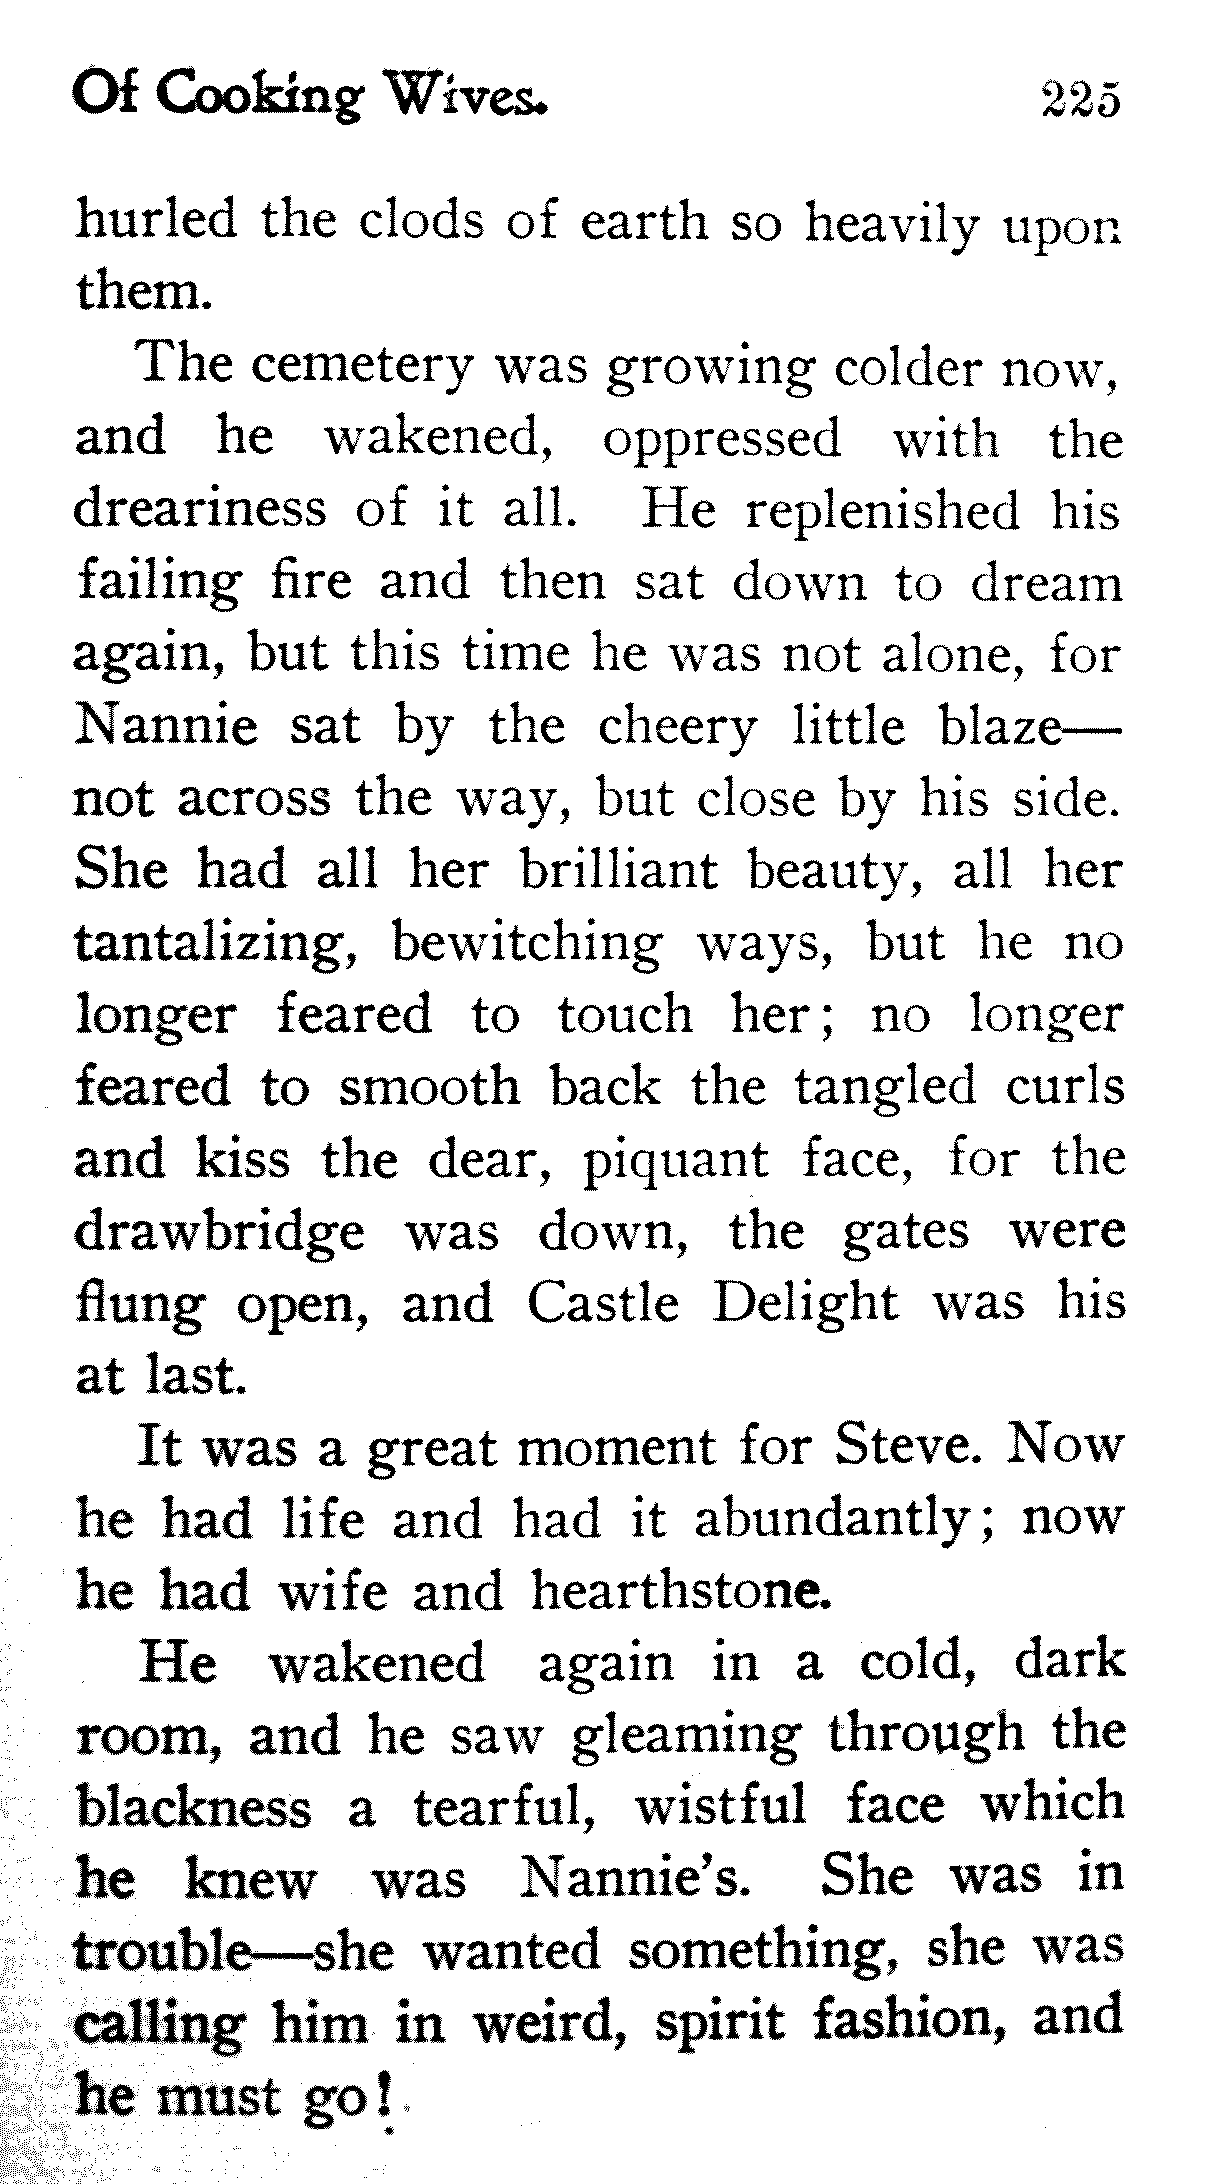 Of Cooking Wives. 225
hurled the clods of earth so heavily upon
them.
The cemetery was growing colder now,
and he wakened, oppressed with the
dreariness of it all. He replenished his
failing fire and then sat down to dream
again, but this time he was not alone, for
Nannie sat by the cheery little blaze—
not across the way, but close by his side.
She had all her brilliant beauty, all her
tantalizing, bewitching ways, but he no
longer feared to touch her; no longer
feared to smooth back the tangled curls
and kiss the dear, piquant face, for the
drawbridge was down, the gates were
flung open, and Castle Delight was his
at last.
It was a great moment for Steve. Now
he had life and had it abundantly; now
he had wife and hearthstone.
He wakened again in a cold, dark
room, and he saw gleaming through the
blackness a tearful, wistful face which
he knew was Nannie's. She was in
trouble—she wanted something, she was
calling him in weird, spirit fashion, and
he must go!